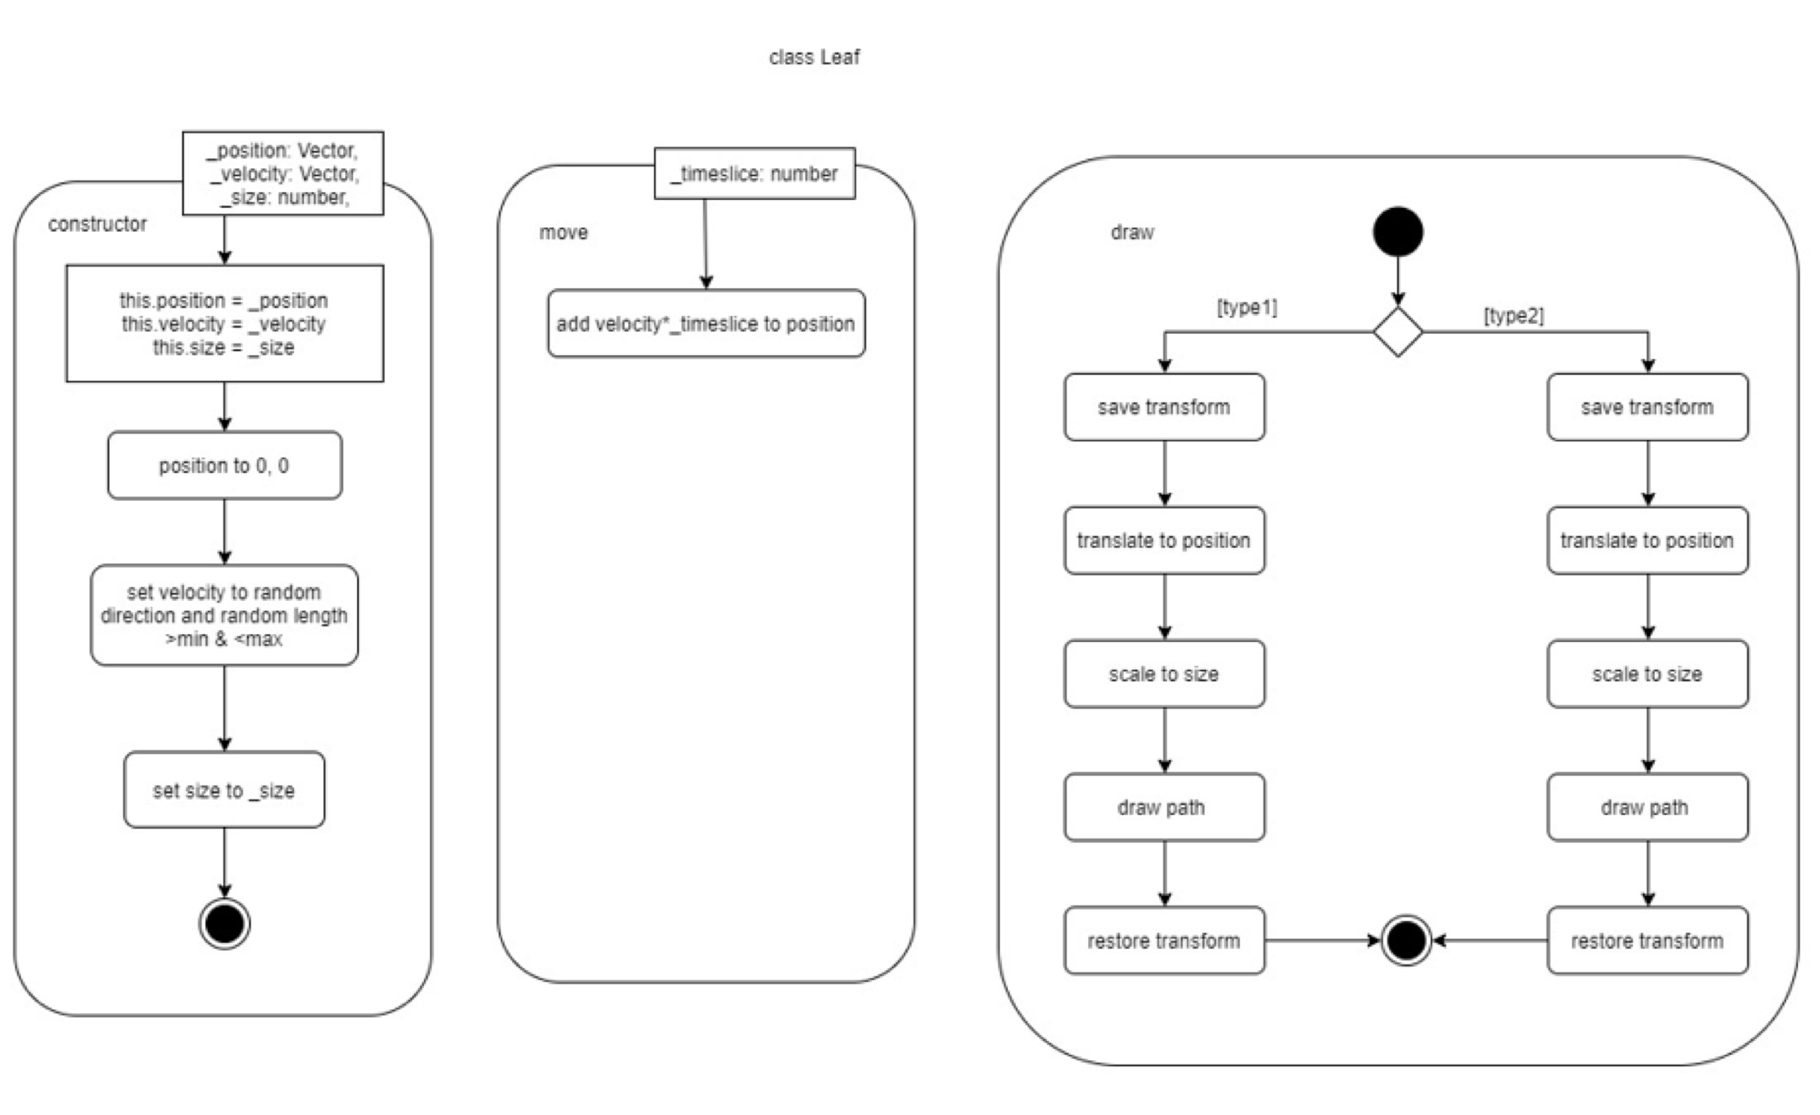 class Leaf
_position: Vector,
_velocity: Vector,
_size: number,
constructor
this.position = _position
this.velocity = _velocity
this.size = _size
position to 0, 0
set velocity to random
direction and random length
>min & <max
set size to _size
_timeslice: number
move
add velocity*_timeslice to position
draw
[type1]
[type2]
save transform
translate to position
scale to size
draw path
restore transform
save transform
translate to position
scale to size
draw path
restore transform